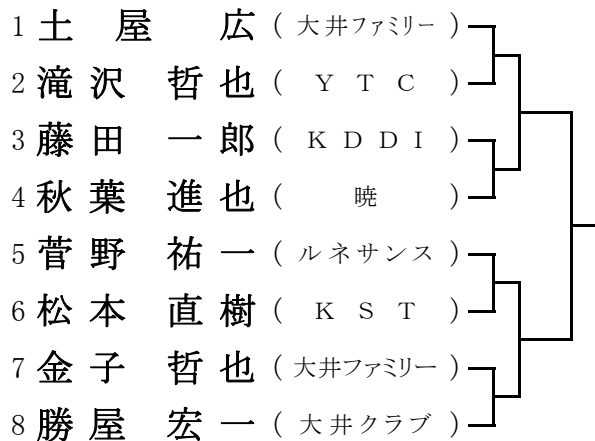 1 土屋 広 ( 大井ファミリー )
2 滝沢 哲也 ( YTC )
3 藤田 一郎 ( KDDI )
4 秋葉 進也 ( 暁 )
5 菅野 祐一 ( ルネサンス )
6 松本 直樹 ( KST )
7 金子 哲也 ( 大井ファミリー )
8 勝屋 宏一 ( 大井クラブ )